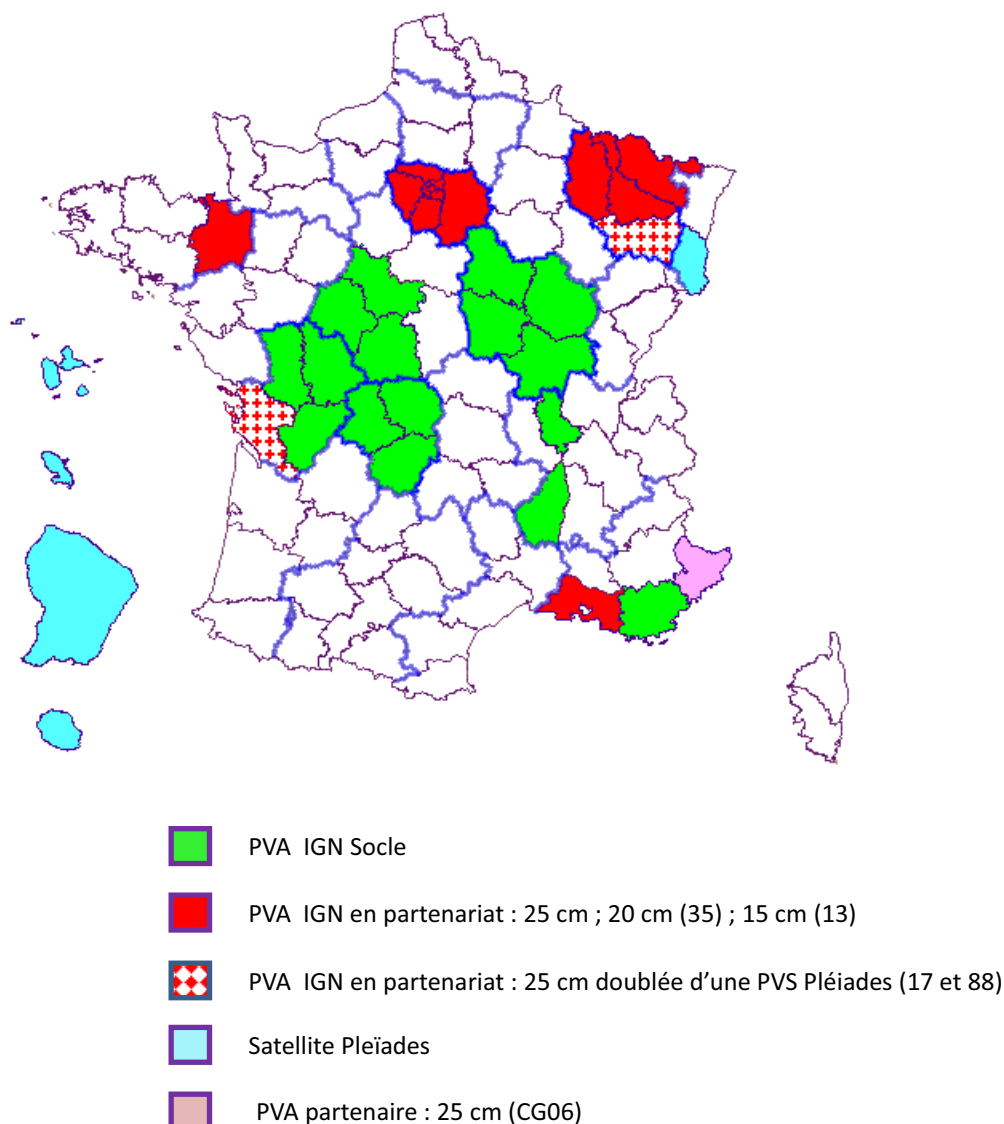 PVA IGN Socle
PVA IGN en partenariat : 25 cm ; 20 cm (35) ; 15 cm (13)
PVA IGN en partenariat : 25 cm doublée d’une PVS Pléiades (17 et 88)
Satellite Pleïades
PVA partenaire : 25 cm (CG06)